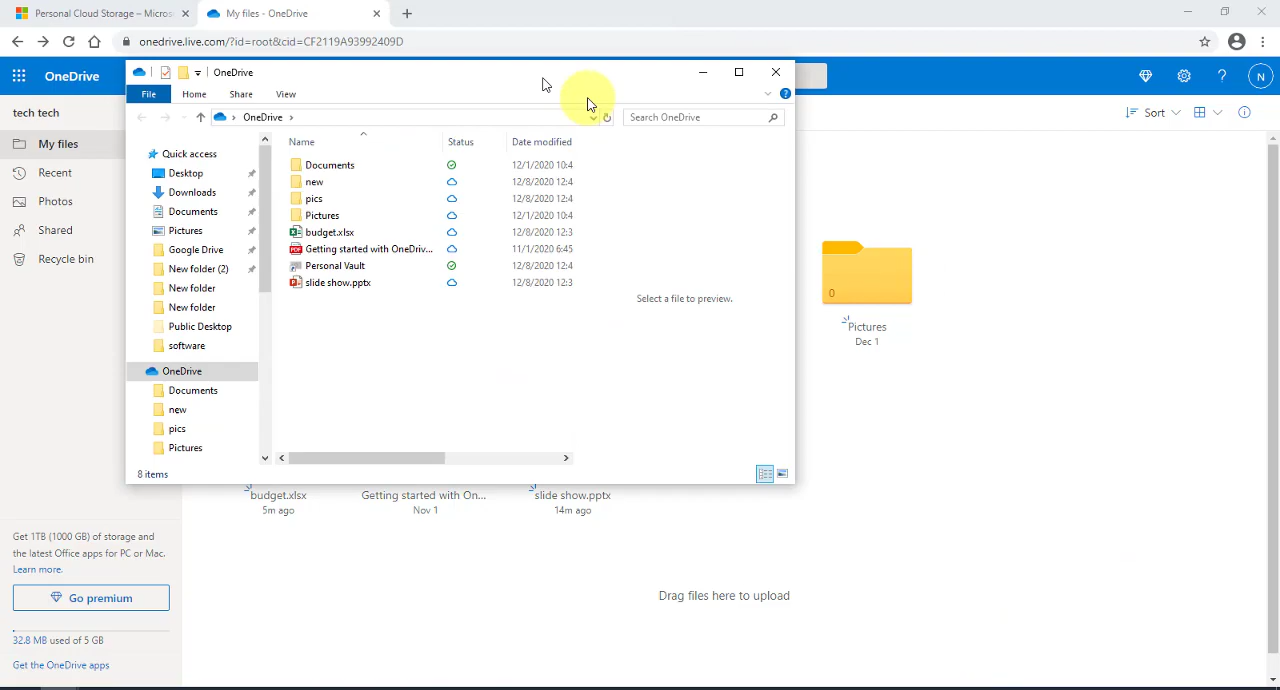 Personal Cloud Storage – Micros
My files - OneDrive
onedrive.live.com/?id=root&cid=CF2119A93992409D
OneDrive
N
tech tech
My files
Recent
Photos
Shared
Recycle bin
Sort
OneDrive
File Home Share View
OneDrive
Search OneDrive
Quick access
Desktop
Downloads
Documents
Pictures
Google Drive
New folder (2)
New folder
New folder
Public Desktop
software
OneDrive
Documents
new
pics
Pictures
Name Status Date modified
Documents 12/1/2020 10:4
new 12/8/2020 12:4
pics 12/8/2020 12:4
Pictures 12/1/2020 10:4
budget.xlsx 12/8/2020 12:3
PDF Getting started with OneDriv... 11/1/2020 6:45
Personal Vault 12/8/2020 12:4
slide show.pptx 12/8/2020 12:3
Select a file to preview.
8 items
0
Pictures
Dec 1
budget.xlsx
5m ago
Getting started with On...
Nov 1
slide show.pptx
14m ago
Drag files here to upload
Get 1TB (1000 GB) of storage and
the latest Office apps for PC or Mac.
Learn more.
Go premium
32.8 MB used of 5 GB
Get the OneDrive apps